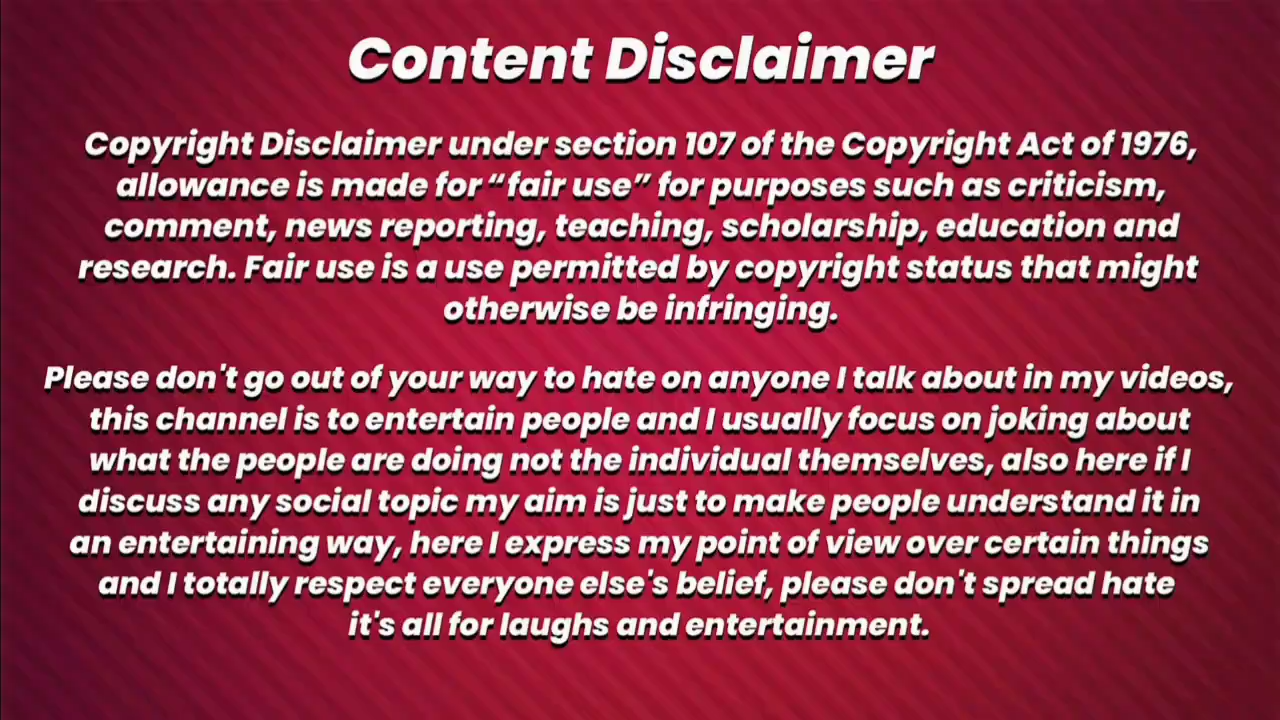 Content Disclaimer
Copyright Disclaimer under section 107 of the Copyright Act of 1976,
allowance is made for “fair use” for purposes such as criticism,
comment, news reporting, teaching, scholarship, education and
research. Fair use is a use permitted by copyright status that might
otherwise be infringing.
Please don't go out of your way to hate on anyone I talk about in my videos,
this channel is to entertain people and I usually focus on joking about
what the people are doing not the individual themselves, also here if I
discuss any social topic my aim is just to make people understand it in
an entertaining way, here I express my point of view over certain things
and I totally respect everyone else's belief, please don't spread hate
it's all for laughs and entertainment.